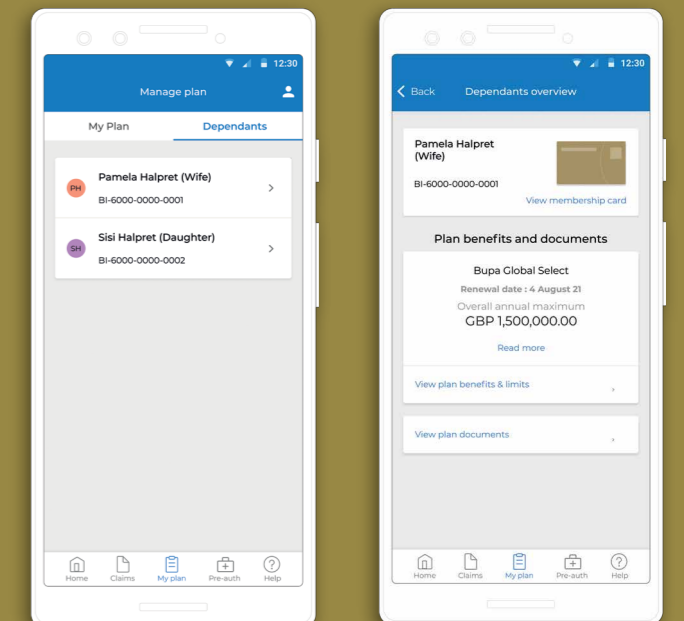 12:30
Manage plan
My Plan
Dependants
PH
Pamela Halpret (Wife)
BI-6000-0000-0001
SH
Sisi Halpret (Daughter)
BI-6000-0000-0002
Home
Claims
My plan
Pre-auth
Help
12:30
Back
Dependants overview
Pamela Halpret
(Wife)
BI-6000-0000-0001
View membership card
Plan benefits and documents
Bupa Global Select
Renewal date : 4 August 21
Overall annual maximum
GBP 1,500,000.00
Read more
View plan benefits & limits
View plan documents
Home
Claims
My plan
Pre-auth
Help